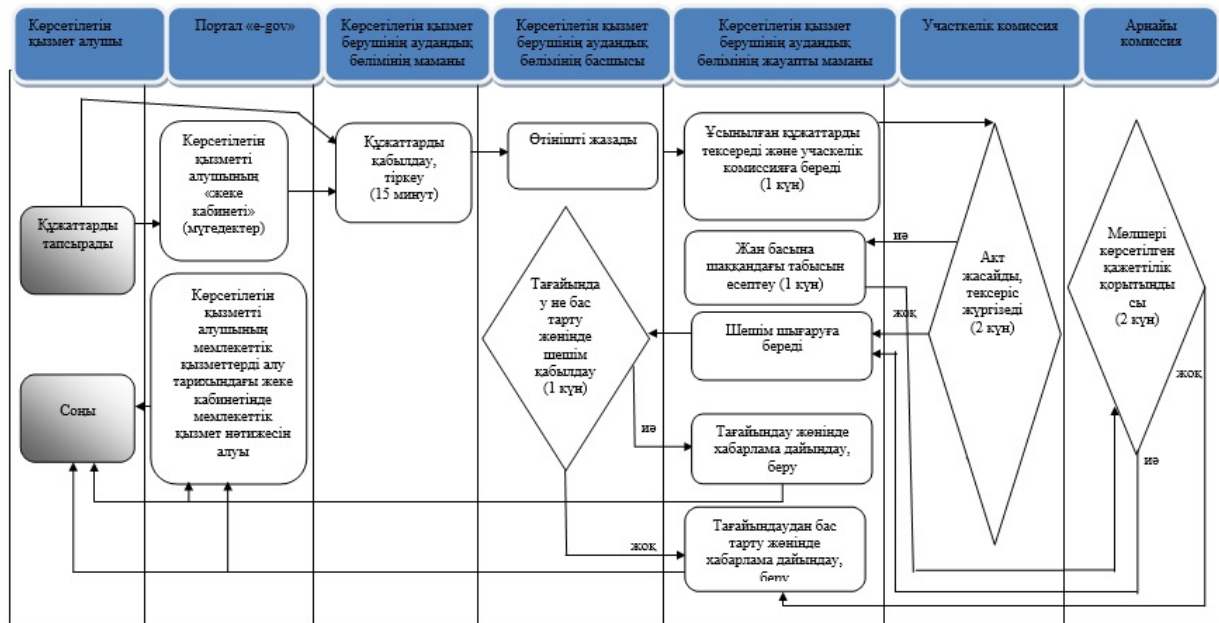 Көрсетілетін
қызмет алушы
Портал «e-gov»
Көрсетілетін қызмет
берушінің аудандық
бөлімінің маманы
Көрсетілетін қызмет
берушінің аудандық
бөлімінің басшысы
Көрсетілетін қызмет
берушінің аудандық
бөлімінің жауапты маманы
Участкелік комиссия
Арнайы
комиссия
Құжаттарды
тапсырады
Көрсетілетін
қызметті
алушының
«жеке
кабинеті»
(мүгедектер)
Құжаттарды
қабылдау,
тіркеу
(15 минут)
Өтінішті жазады
Ұсынылған құжаттарды
тексереді және учаскелік
комиссияға береді
(1 күн)
Жан басына
шаққандағы табысын
есептеу (1 күн)
иә
Акт
жасайды,
тексеріс
жүргізеді
(2 күн)
Мөлшері
көрсетілген
қажеттілік
қорытынды
сы
(2 күн)
жоқ
Шешім шығаруға
береді
жоқ
Тағайында
у не бас
тарту
жөнінде
шешім
қабылдау
(1 күн)
Көрсетілетін
қызметті
алушының
мемлекеттік
қызметтерді алу
тарихындағы жеке
кабинетінде
мемлекеттік
қызмет нәтижесін
алуы
Соңы
иә
Тағайындау жөнінде
хабарлама дайындау,
беру
иә
жоқ
Тағайындаудан бас
тарту жөнінде
хабарлама дайындау,
беру